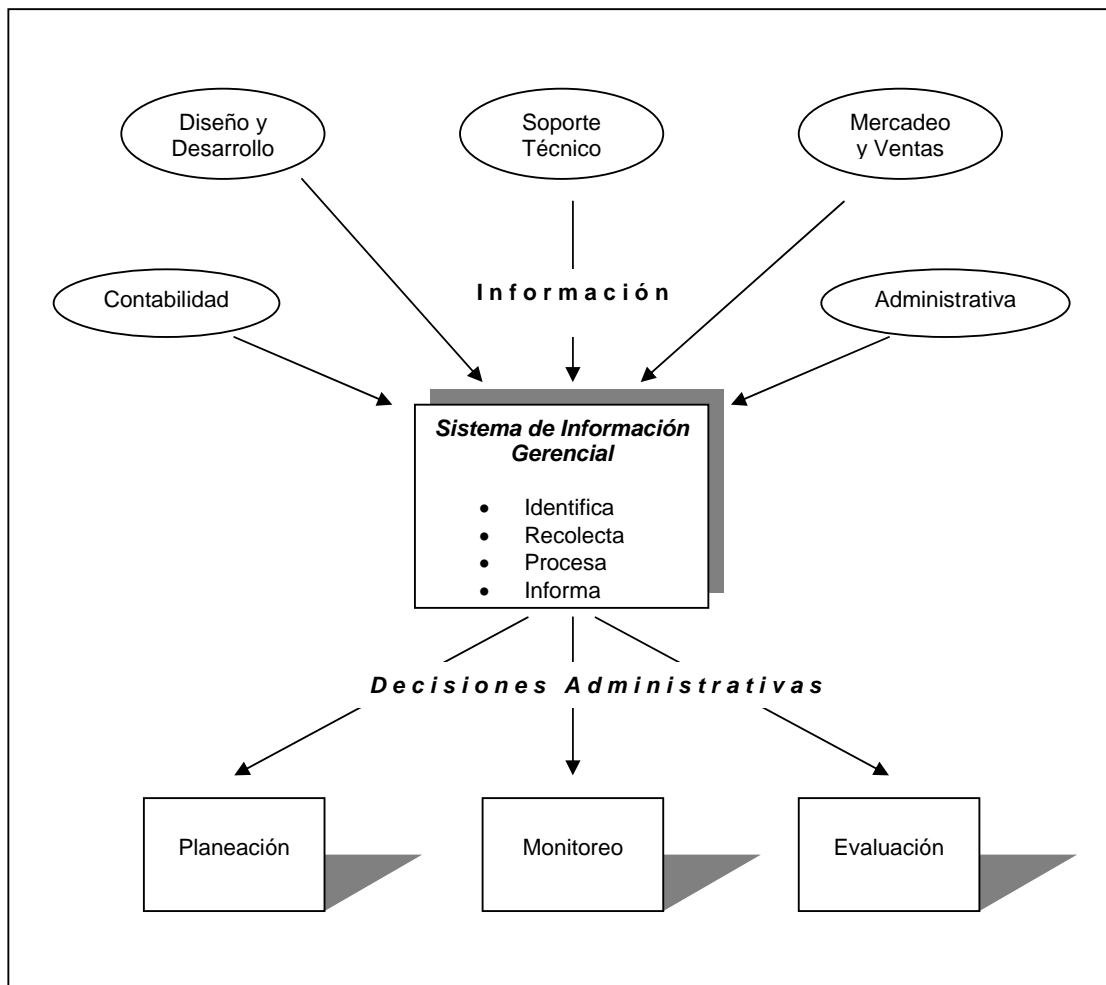 Diseño y
Desarrollo
Soporte
Técnico
Mercadeo
y Ventas
Información
Contabilidad
Administrativa
Sistema de Información
Gerencial
• Identifica
• Recolecta
• Procesa
• Informa
Decisiones Administrativas
Planeación
Monitoreo
Evaluación